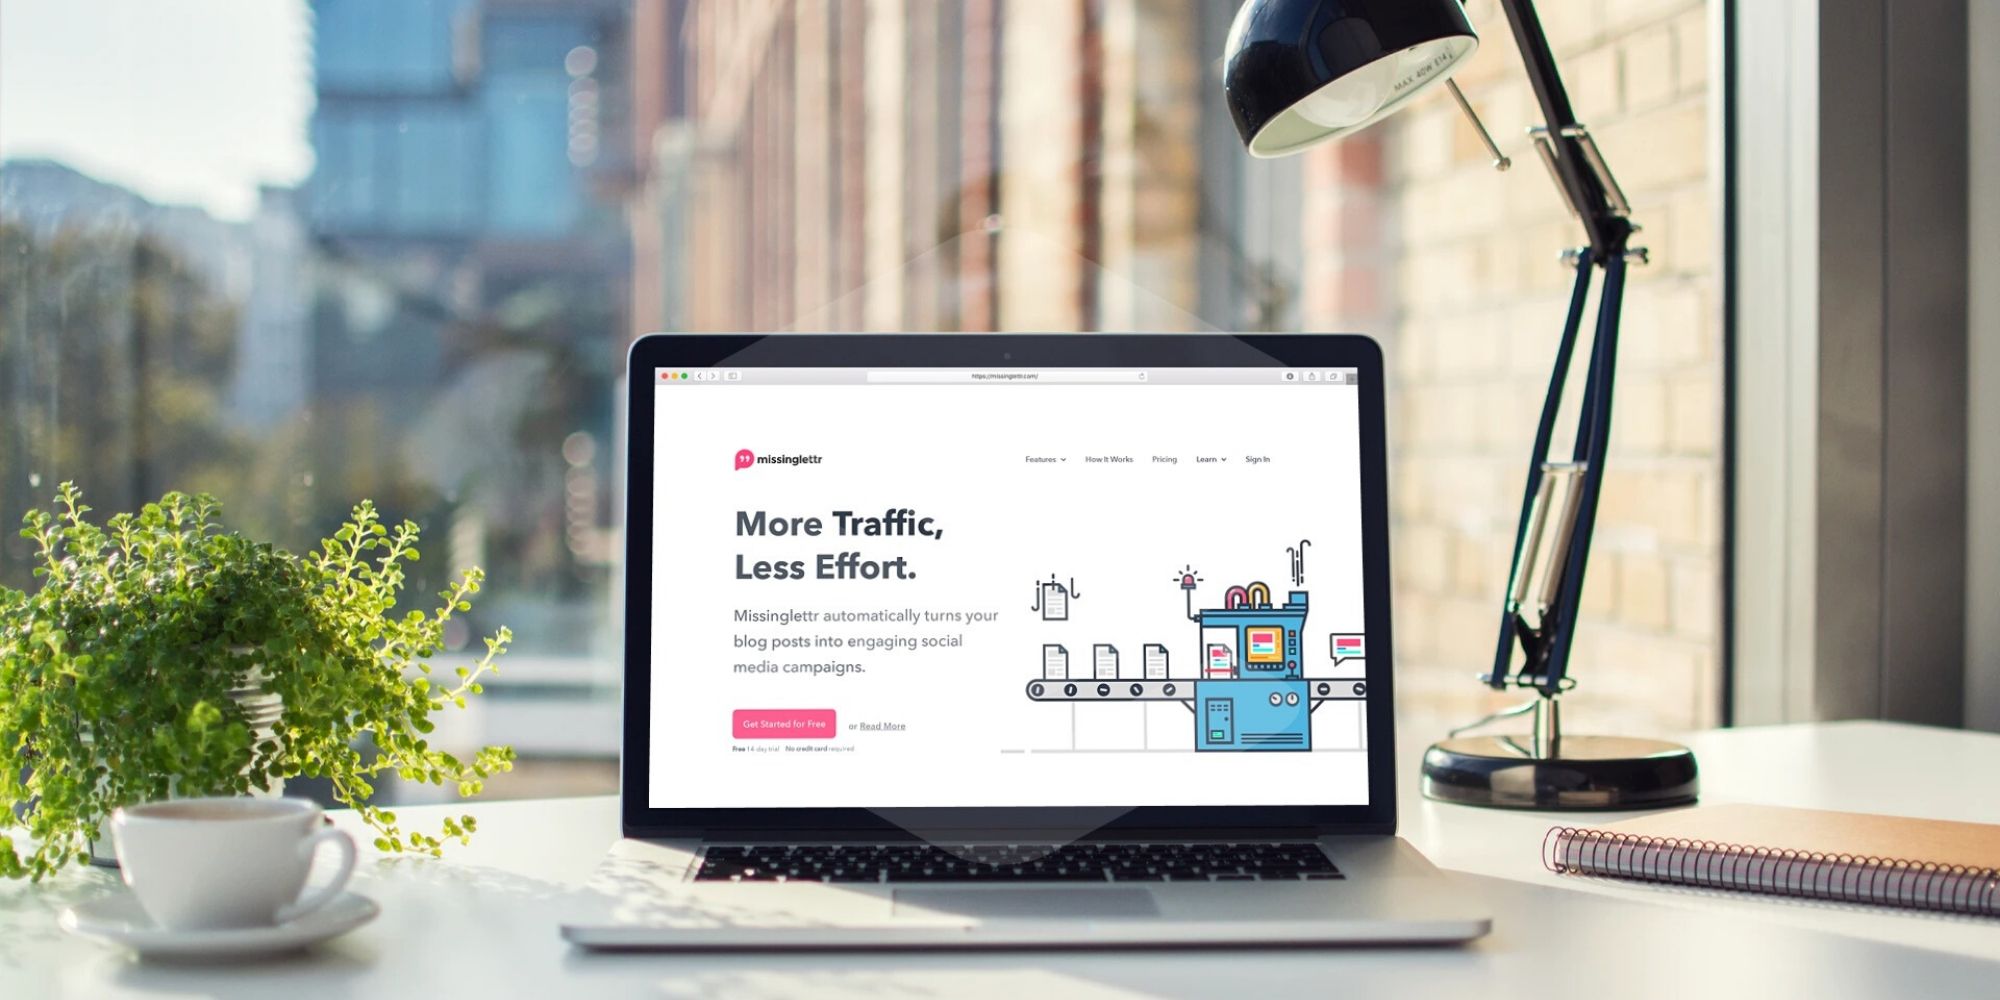 MAX 40W E14
https://missinglettr.com/
missinglettr
Features
How It Works
Pricing
Learn
Sign In
More Traffic,
Less Effort.
Missinglettr automatically turns your
blog posts into engaging social
media campaigns.
Get Started for Free
or Read More
Free 14 day trial No credit card required